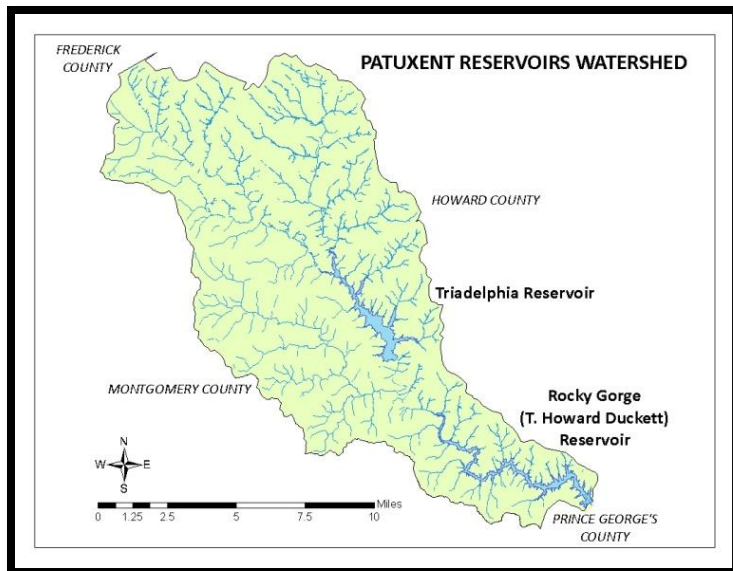 FREDERICK
COUNTY
PATUXENT RESERVOIRS WATERSHED
HOWARD COUNTY
Triadelphia Reservoir
MONTGOMERY COUNTY
Rocky Gorge
(T. Howard Duckett)
Reservoir
N
W E
S
Miles
0 1.25 2.5 5 7.5 10
PRINCE GEORGE'S
COUNTY